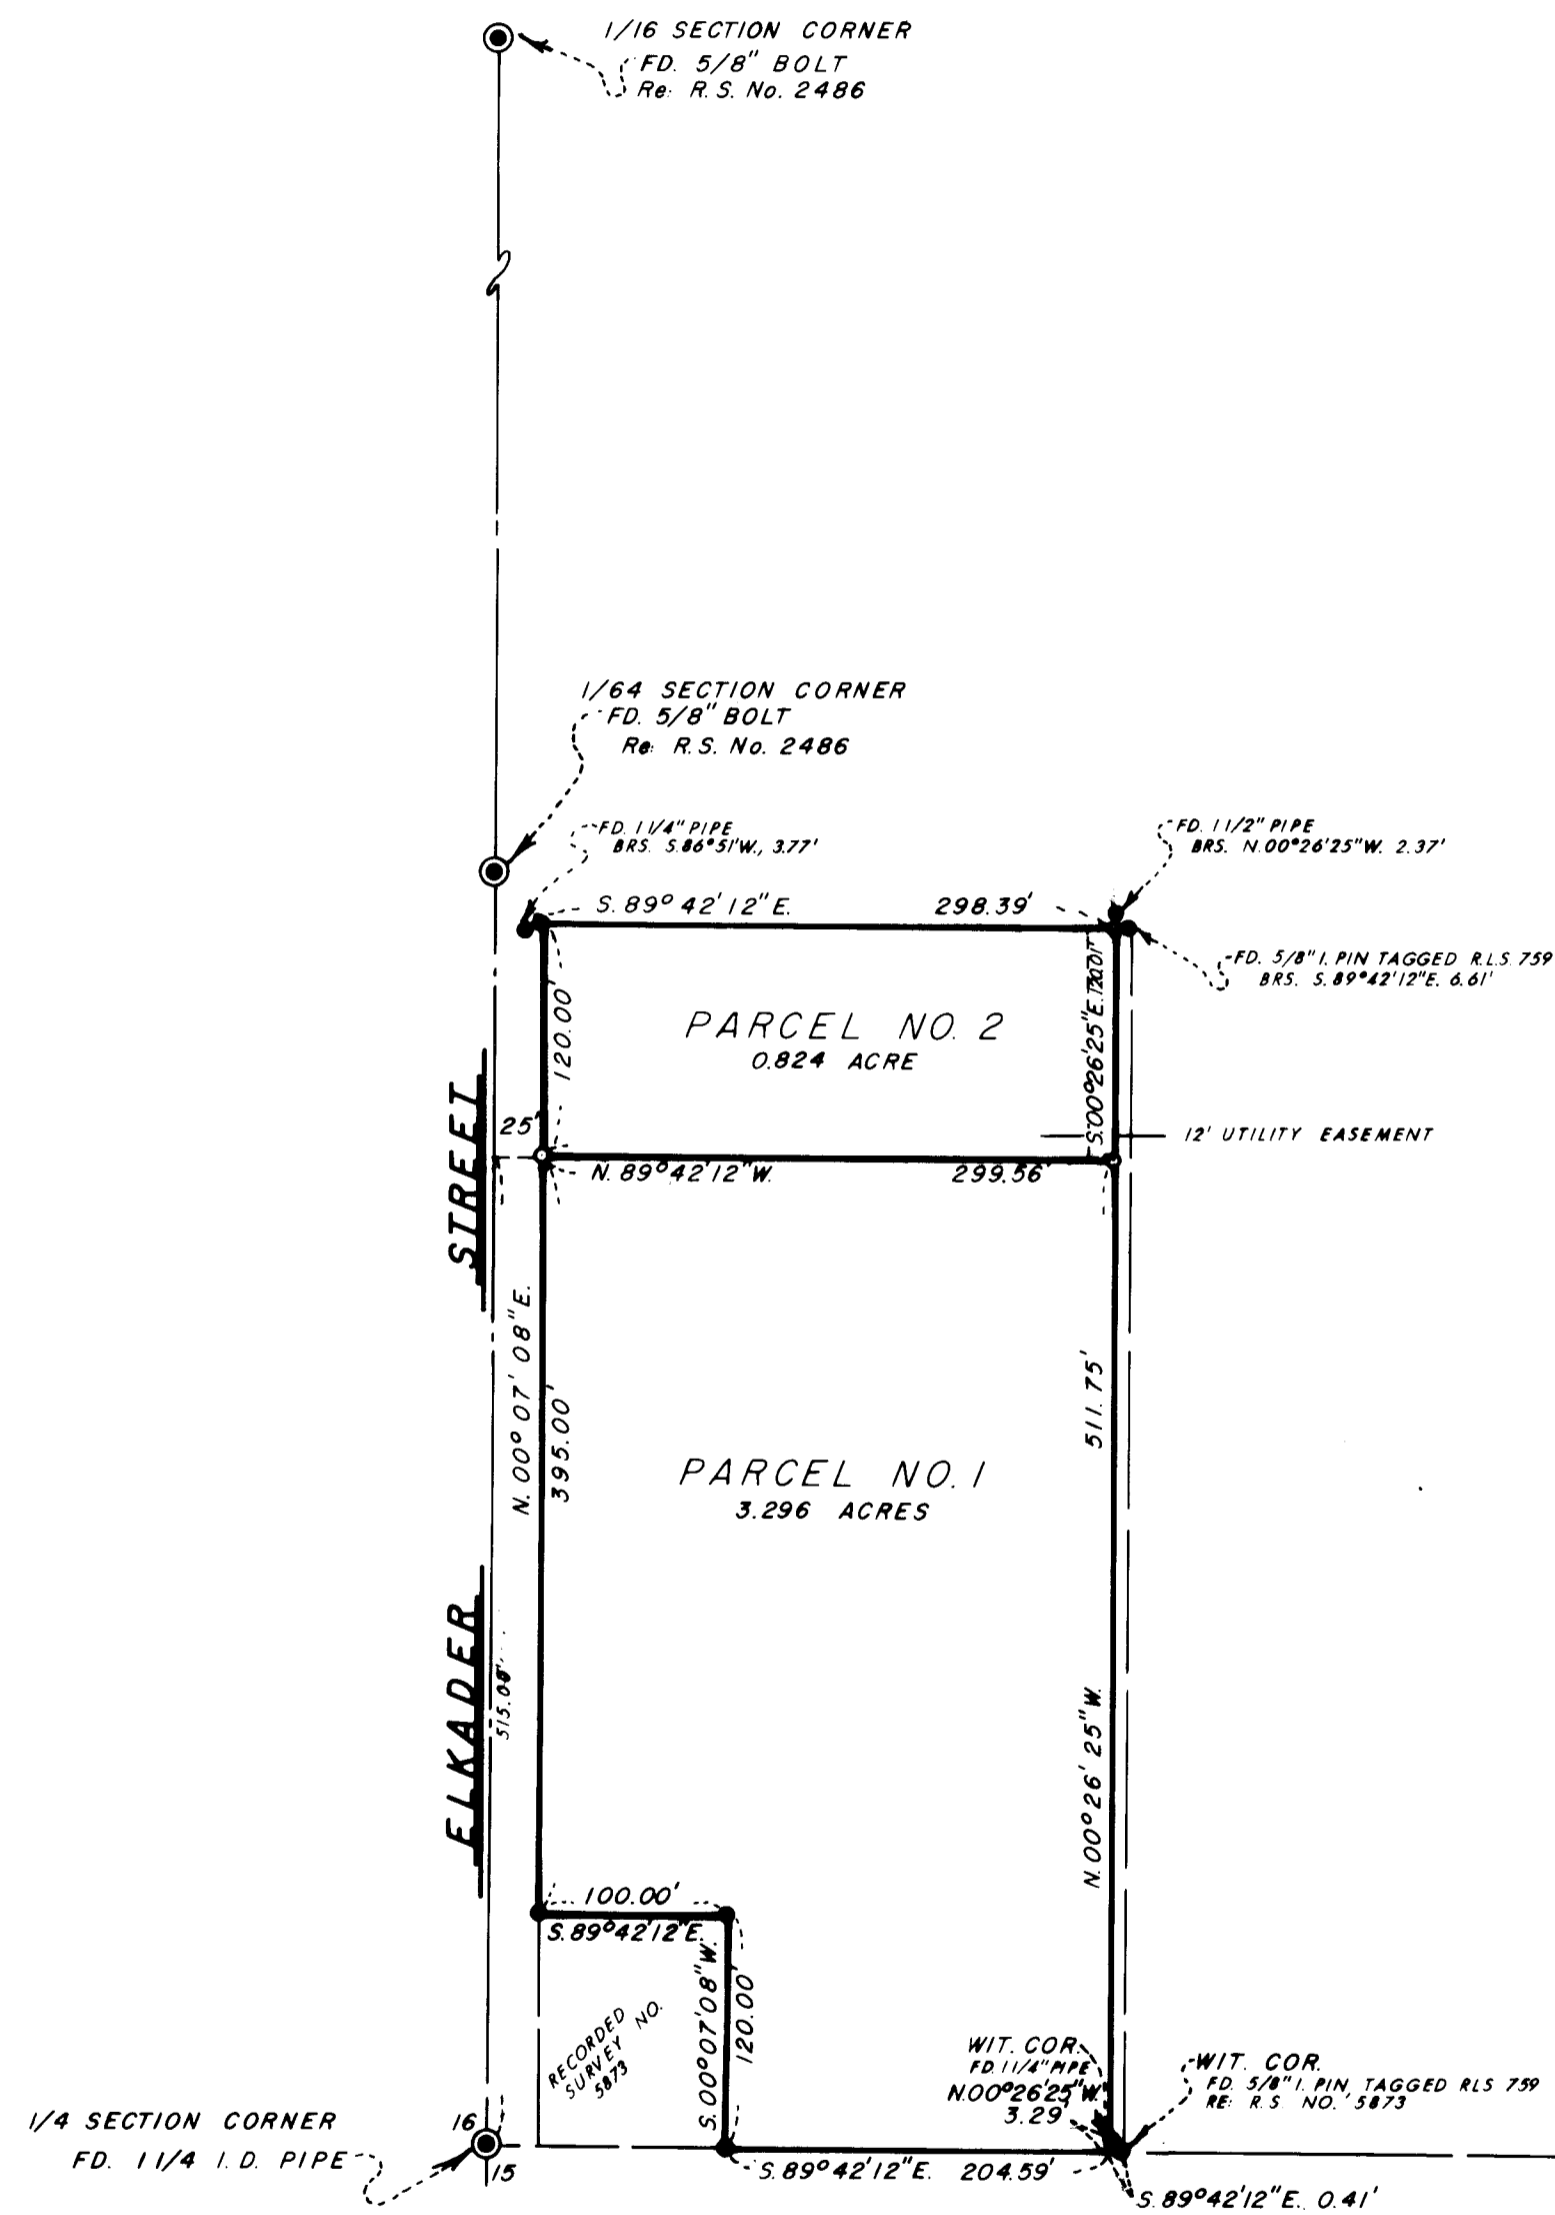 1/16 SECTION CORNER
FD. 5/8" BOLT
Re: R.S. No. 2486
1/64 SECTION CORNER
FD. 5/8" BOLT
Re: R.S. No. 2486
FD. 1 1/4" PIPE
BRS. S.86°51'W., 3.77'
FD. 1 1/2" PIPE
BRS. N.00°26'25"W. 2.37'
S. 89° 42' 12" E. 298.39'
FD. 5/8" I. PIN TAGGED R.L.S. 759
BRS. S.89°42'12"E. 6.61'
120.00'
PARCEL NO. 2
0.824 ACRE
S.00°26'25"E. 120.01'
25'
12' UTILITY EASEMENT
N. 89°42'12"W. 299.56'
STREET
N. 00° 07' 08" E.
395.00'
511.75'
PARCEL NO. 1
3.296 ACRES
ELKADER
515.00'
N.00° 26' 25" W.
100.00'
S.89°42'12"E.
S.00°07'08"W.
120.00'
RECORDED
SURVEY NO.
5873
WIT. COR.
FD. 1 1/4" PIPE
N.00°26'25"W.
3.29'
WIT. COR.
FD. 5/8" I. PIN, TAGGED RLS 759
RE: R.S. NO. 5873
1/4 SECTION CORNER
FD. 1 1/4 I.D. PIPE
16
15
S.89°42'12"E. 204.59'
S.89°42'12"E. 0.41'